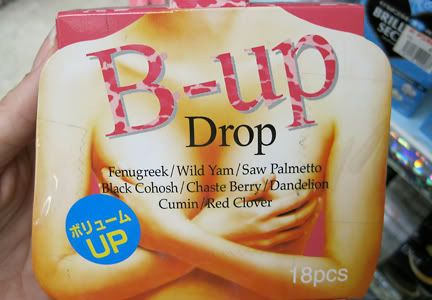 B-up
Drop
Fenugreek/Wild Yam/Saw Palmetto
Black Cohosh/Chaste Berry/Dandelion
Cumin/Red Clover
ボリューム
UP
18pcs